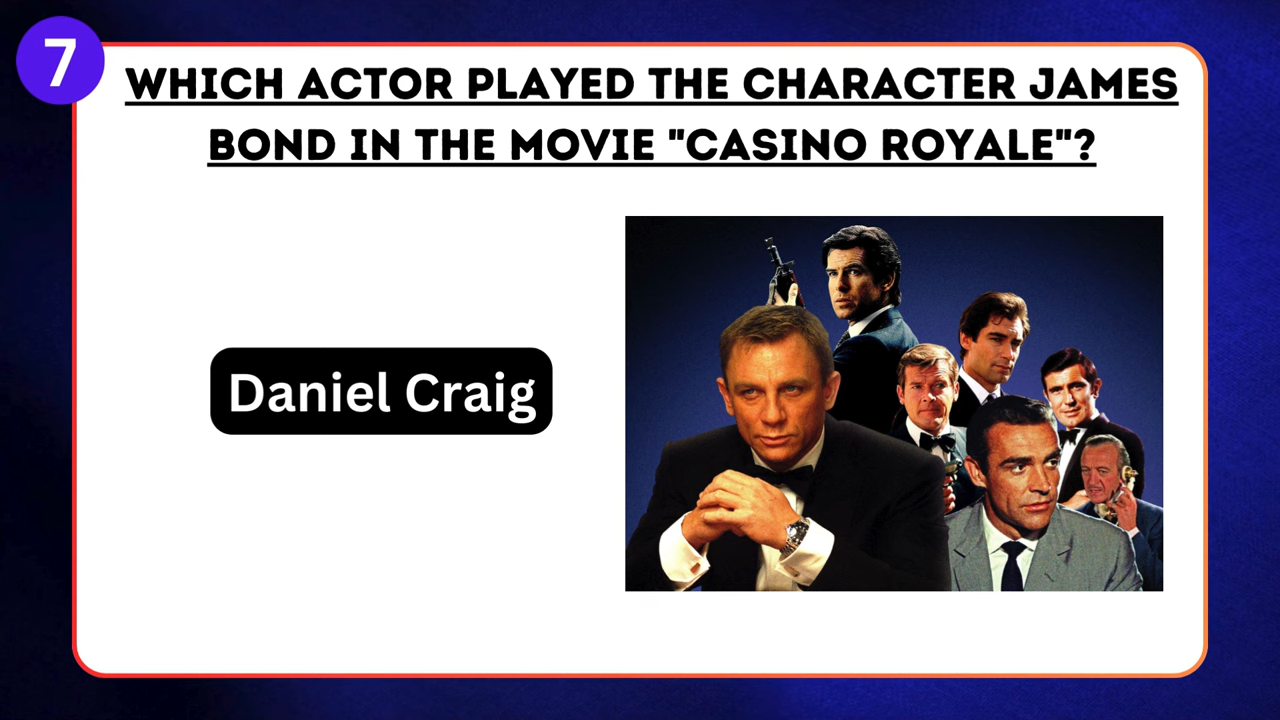 7
WHICH ACTOR PLAYED THE CHARACTER JAMES
BOND IN THE MOVIE "CASINO ROYALE"?
Daniel Craig